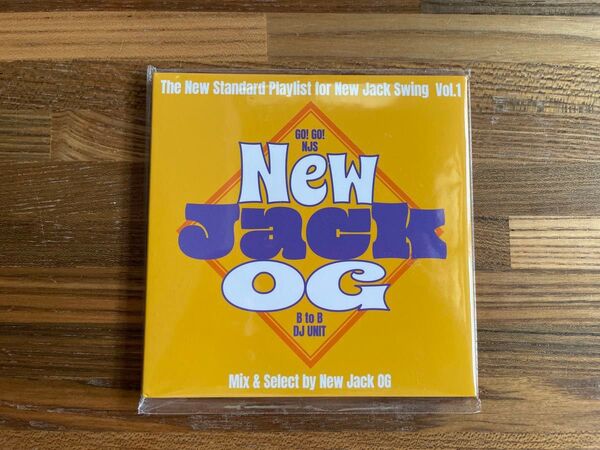 The New Standard Playlist for New Jack Swing Vol.1
GO! GO!
NJS
New
Jack
OG
B to B
DJ UNIT
Mix & Select by New Jack OG